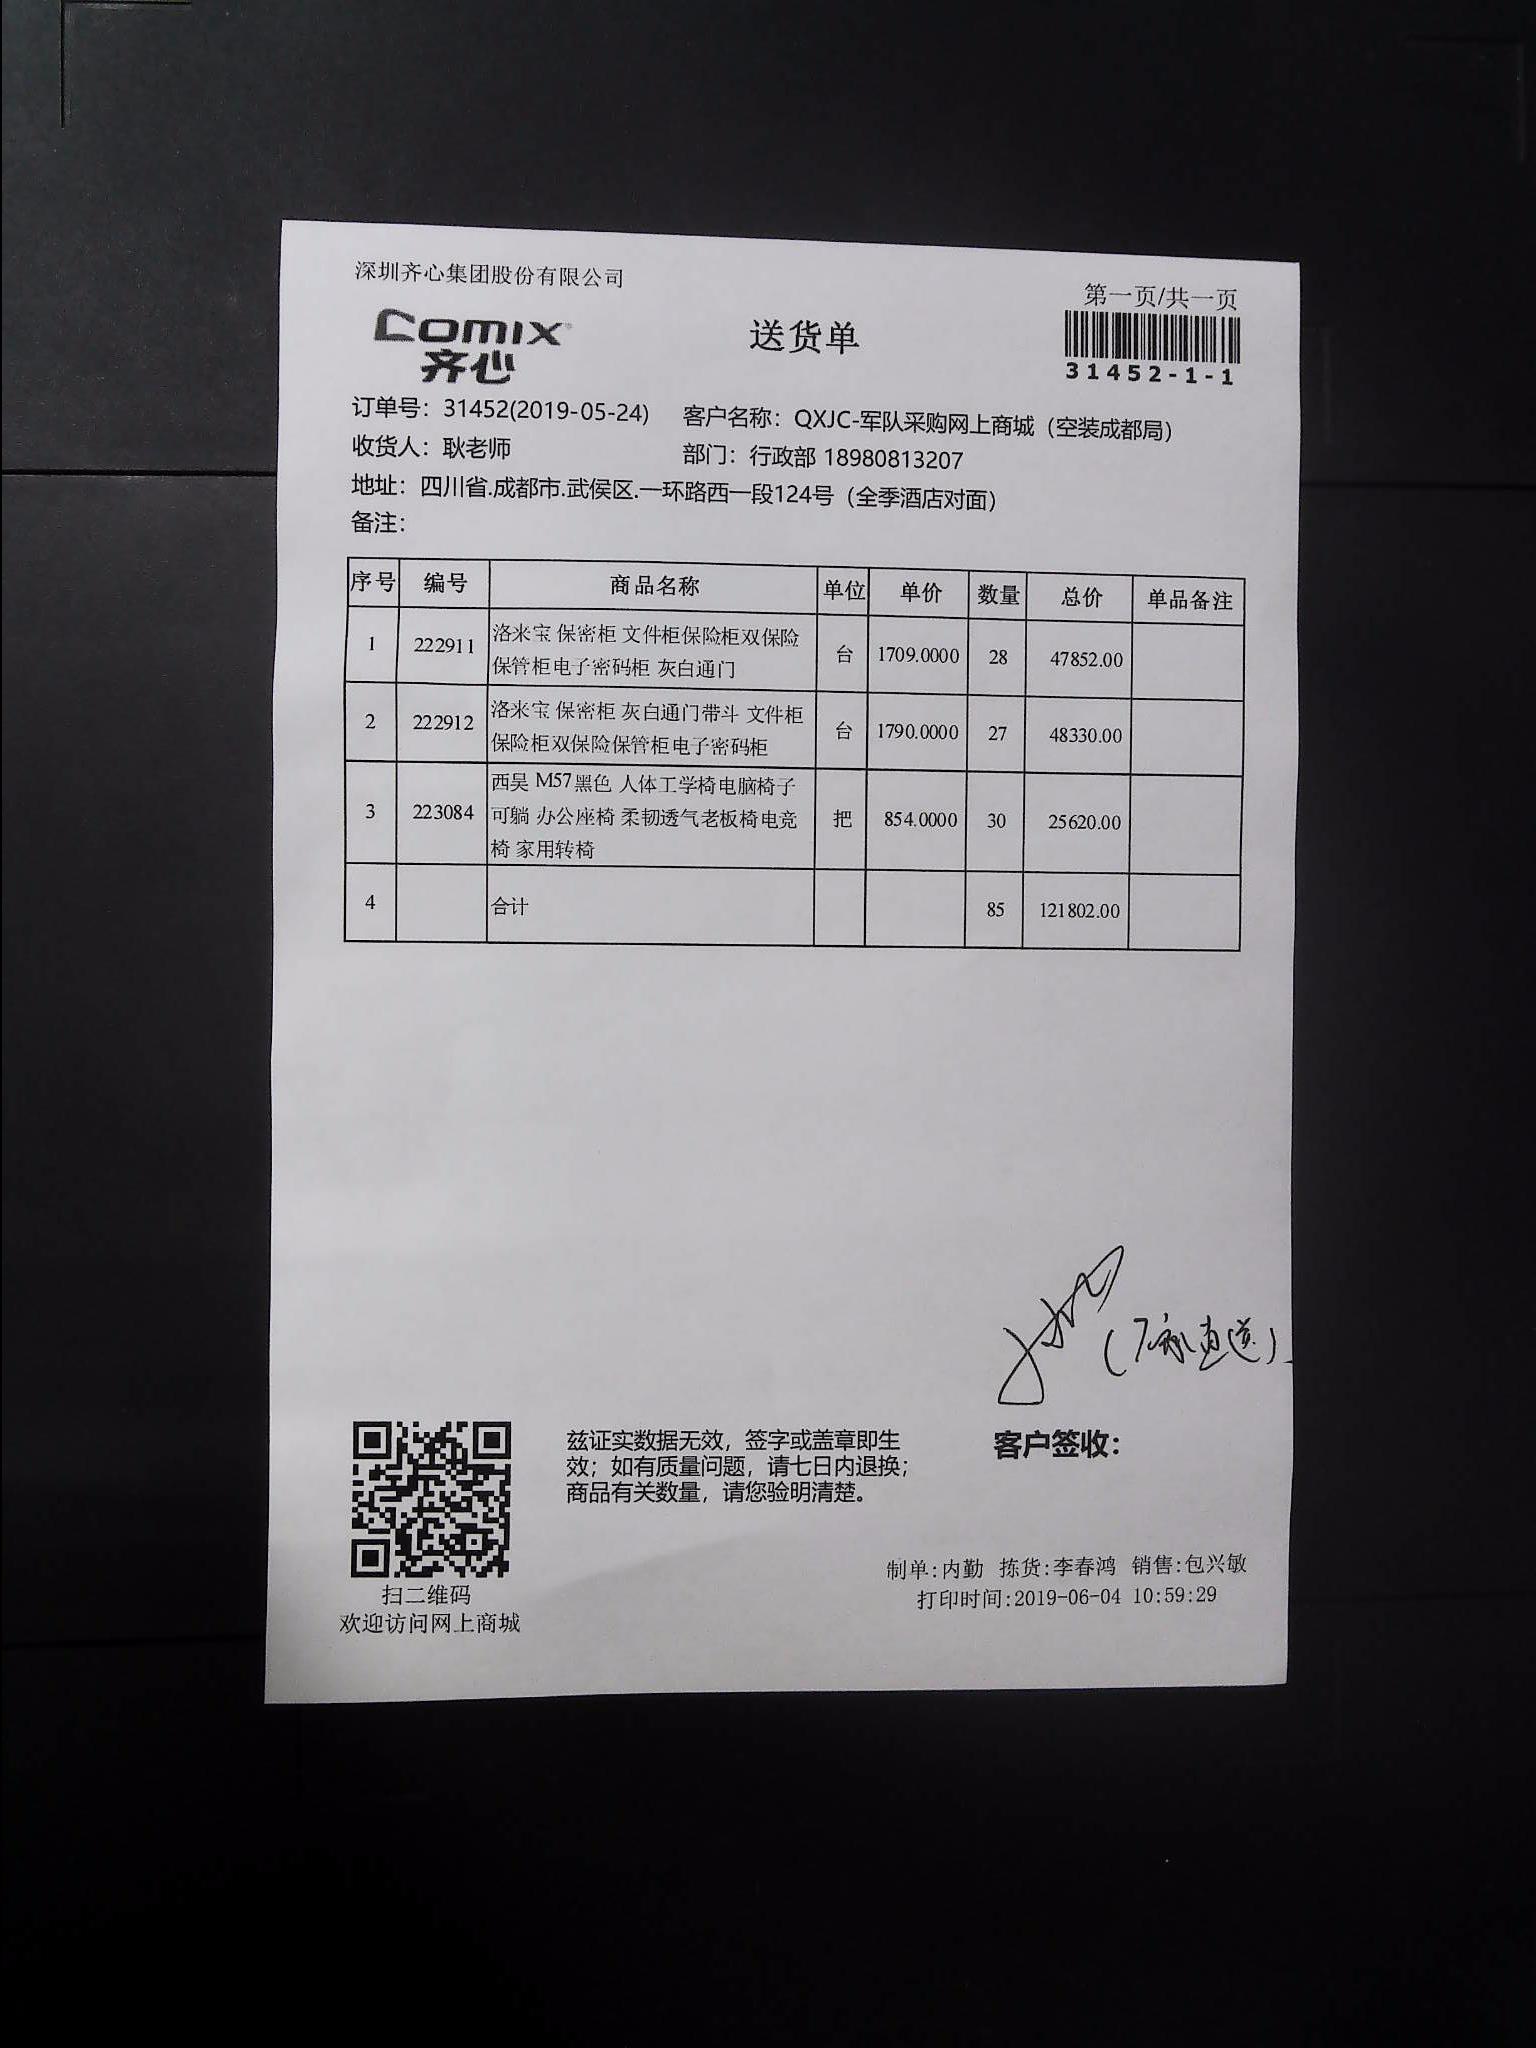 深圳齐心集团股份有限公司
第一页/共一页
comix
齐心
送货单
31452-1-1
订单号：31452(2019-05-24) 客户名称：QXJC-军队采购网上商城（空装成都局）
收货人：耿老师 部门：行政部 18980813207
地址：四川省.成都市.武侯区.一环路西一段124号（全季酒店对面）
备注：
序号 编号 商品名称 单位 单价 数量 总价 单品备注
1 222911 洛来宝 保密柜 文件柜保险柜双保险 台 1709.0000 28 47852.00
保管柜电子密码柜 灰白通门
2 222912 洛来宝 保密柜 灰白通门带斗 文件柜 台 1790.0000 27 48330.00
保险柜双保险保管柜电子密码柜
西昊 M57黑色 人体工学椅电脑椅子
3 223084 可躺 办公座椅 柔韧透气老板椅电竞 把 854.0000 30 25620.00
椅 家用转椅
4 合计 85 121802.00
(厂家直送)
兹证实数据无效，签字或盖章即生
效；如有质量问题，请七日内退换；
商品有关数量，请您验明清楚。
客户签收：
扫二维码
欢迎访问网上商城
制单:内勤 拣货:李春鸿 销售:包兴敏
打印时间:2019-06-04 10:59:29